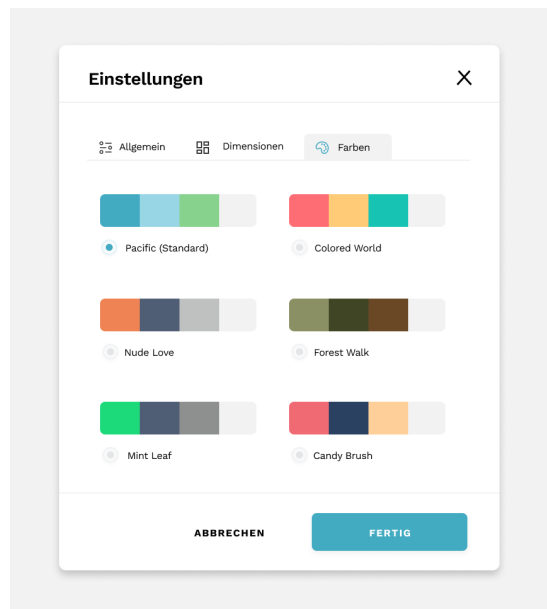 Einstellungen
Allgemein Dimensionen Farben
Pacific (Standard) Colored World
Nude Love Forest Walk
Mint Leaf Candy Brush
ABBRECHEN FERTIG